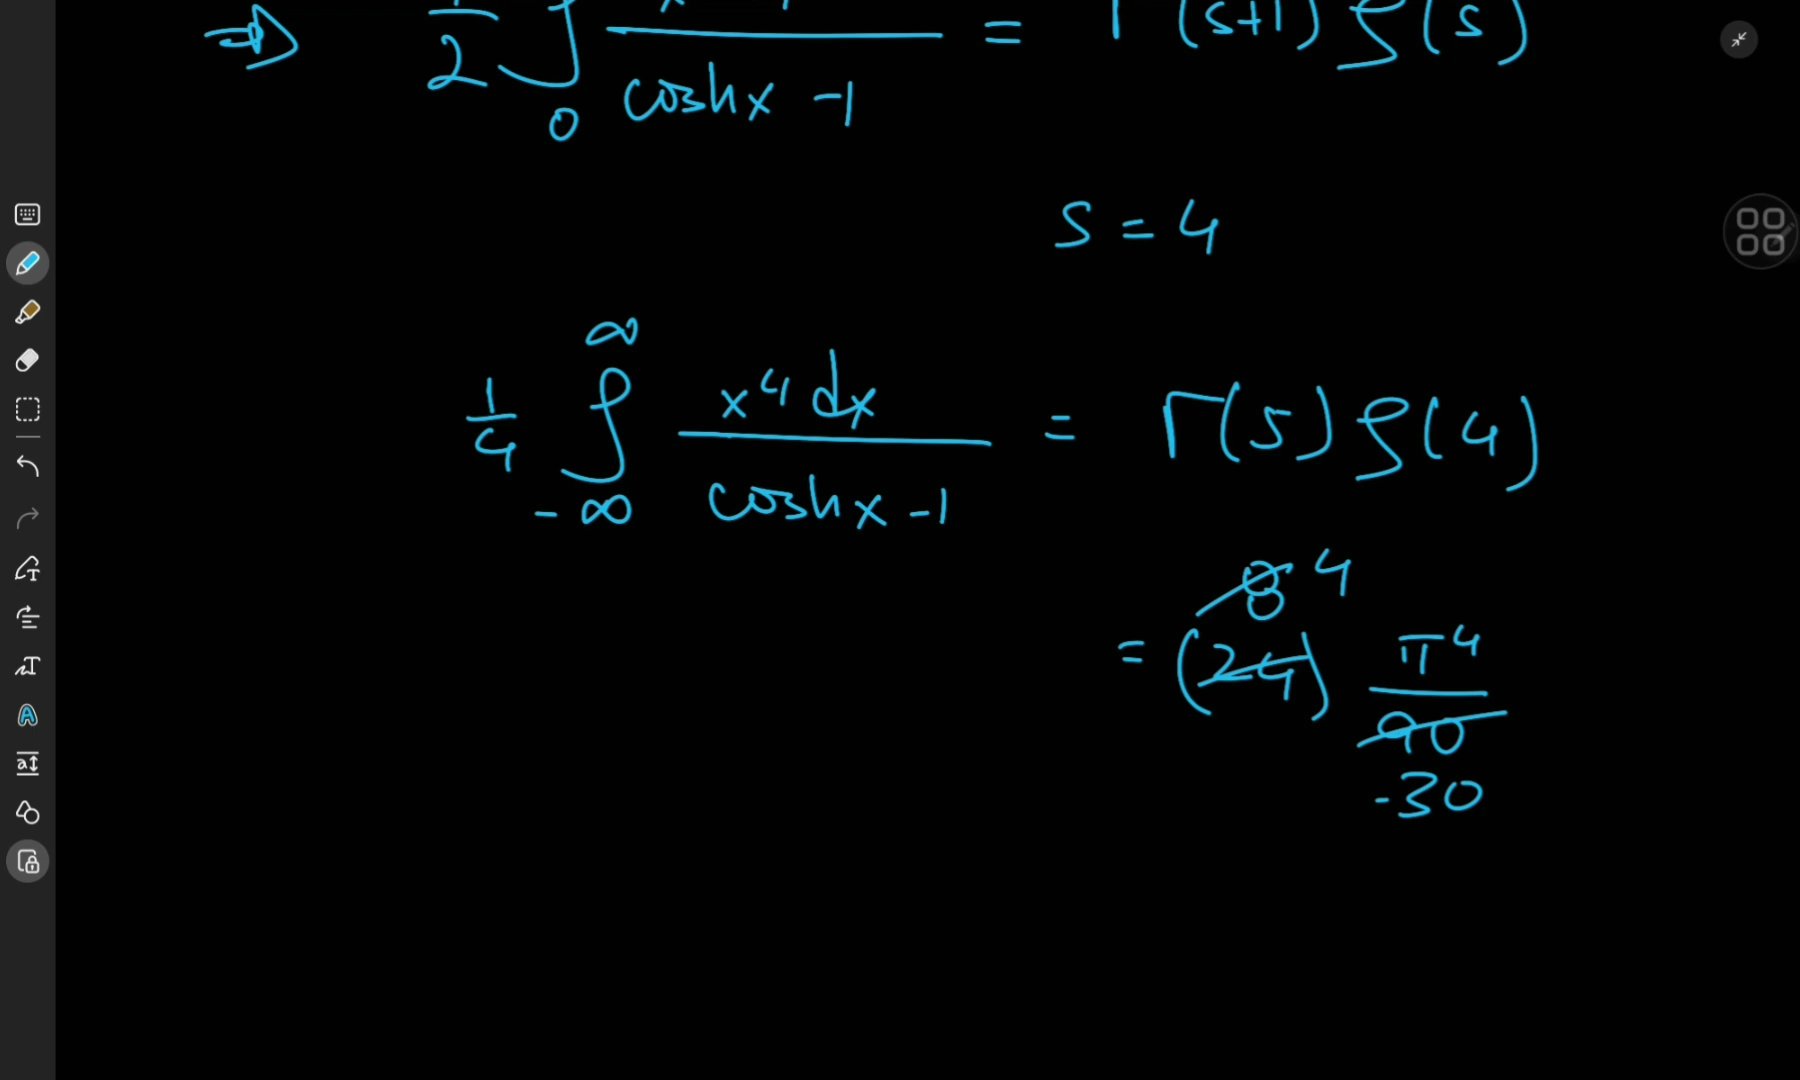 ⇒ 1/2 ∫₀ / cosh x - 1 = Γ(s+1) ζ(s)
s = 4
1/4 ∫_{-∞}^{∞} x⁴ dx / cosh x - 1 = Γ(5) ζ(4)
8 4
= (24) π⁴/90
-30